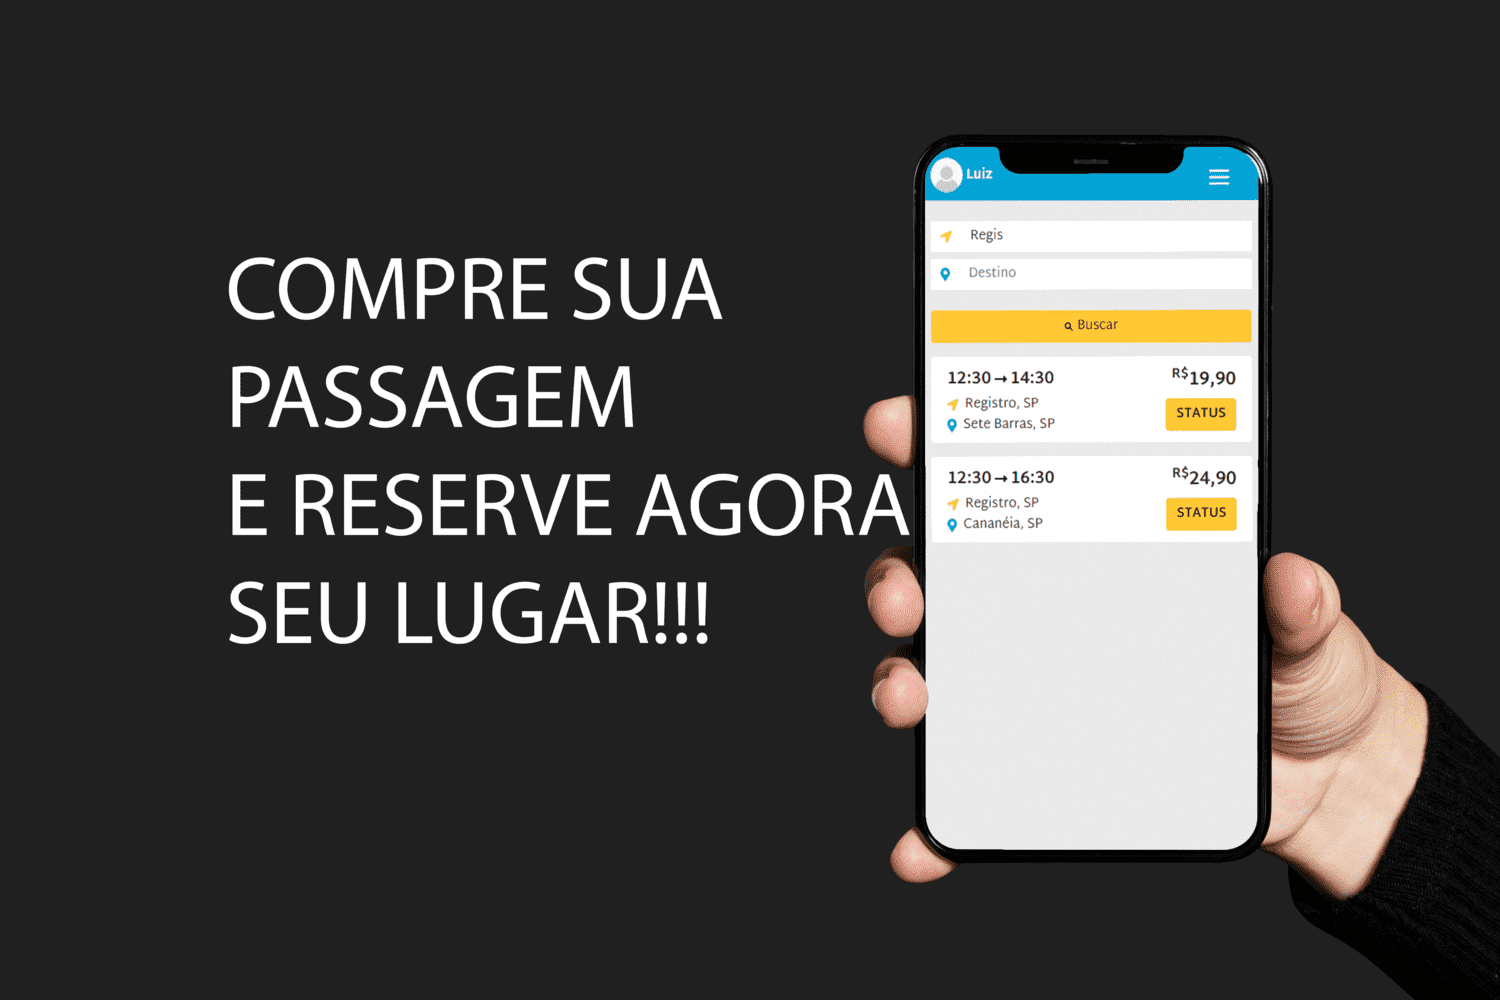 COMPRE SUA
PASSAGEM
E RESERVE AGORA
SEU LUGAR!!!
Luiz
Regis
Destino
Buscar
12:30 → 14:30 R$19,90
Registro, SP
Sete Barras, SP
STATUS
12:30 → 16:30 R$24,90
Registro, SP
Cananéia, SP
STATUS